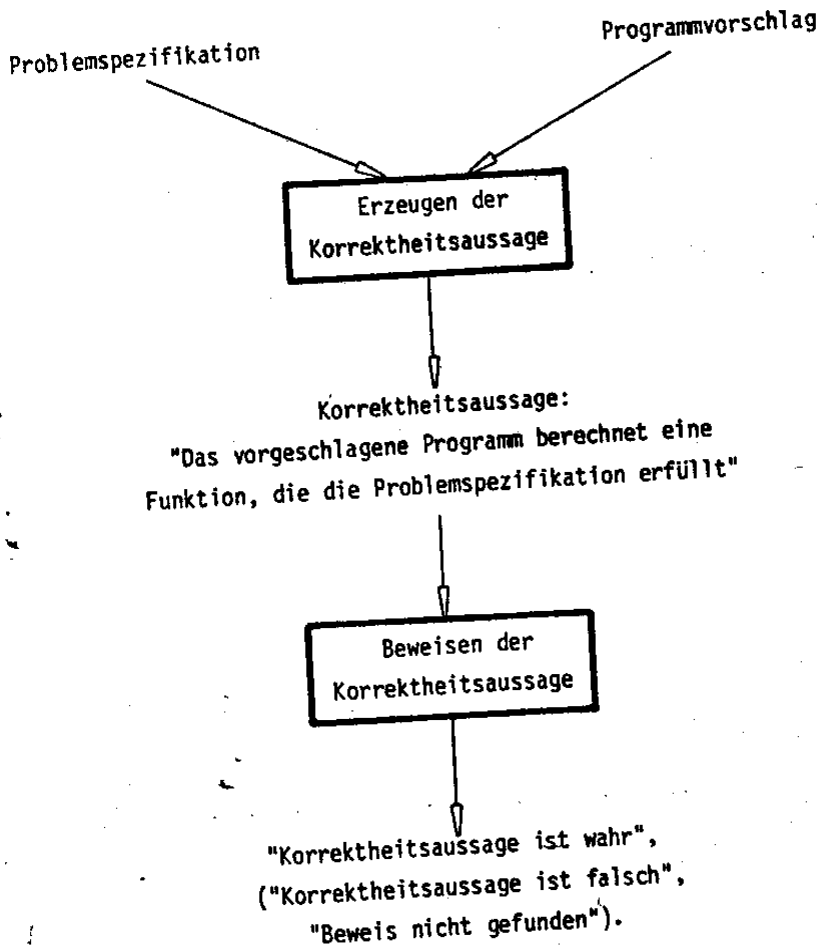 Problemspezifikation
Programmvorschlag
Erzeugen der
Korrektheitsaussage
Korrektheitsaussage:
"Das vorgeschlagene Programm berechnet eine
Funktion, die die Problemspezifikation erfüllt"
Beweisen der
Korrektheitsaussage
"Korrektheitsaussage ist wahr",
("Korrektheitsaussage ist falsch",
"Beweis nicht gefunden").